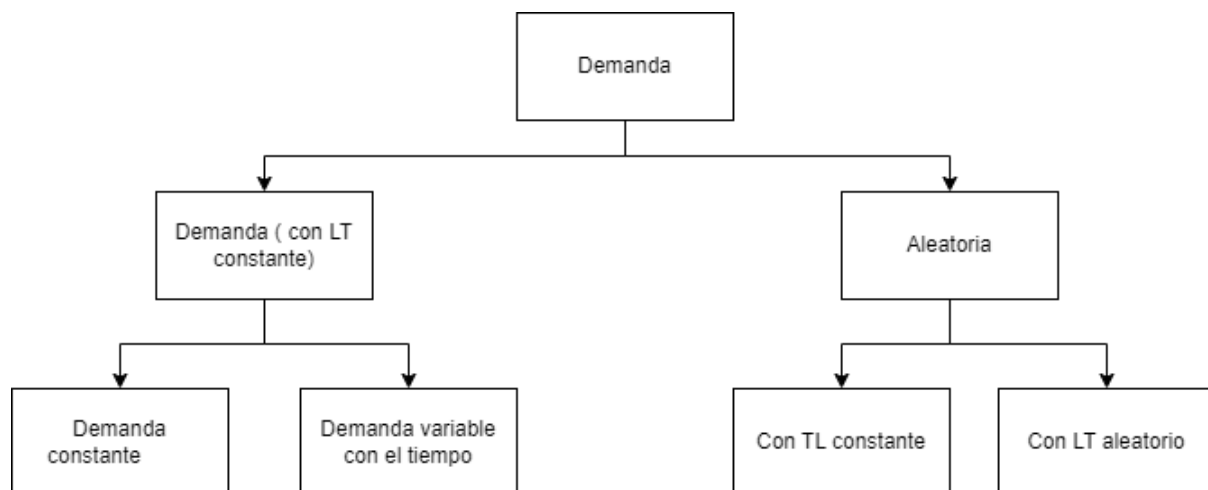 Demanda
Demanda ( con LT
constante)
Aleatoria
Demanda
constante
Demanda variable
con el tiempo
Con TL constante
Con LT aleatorio